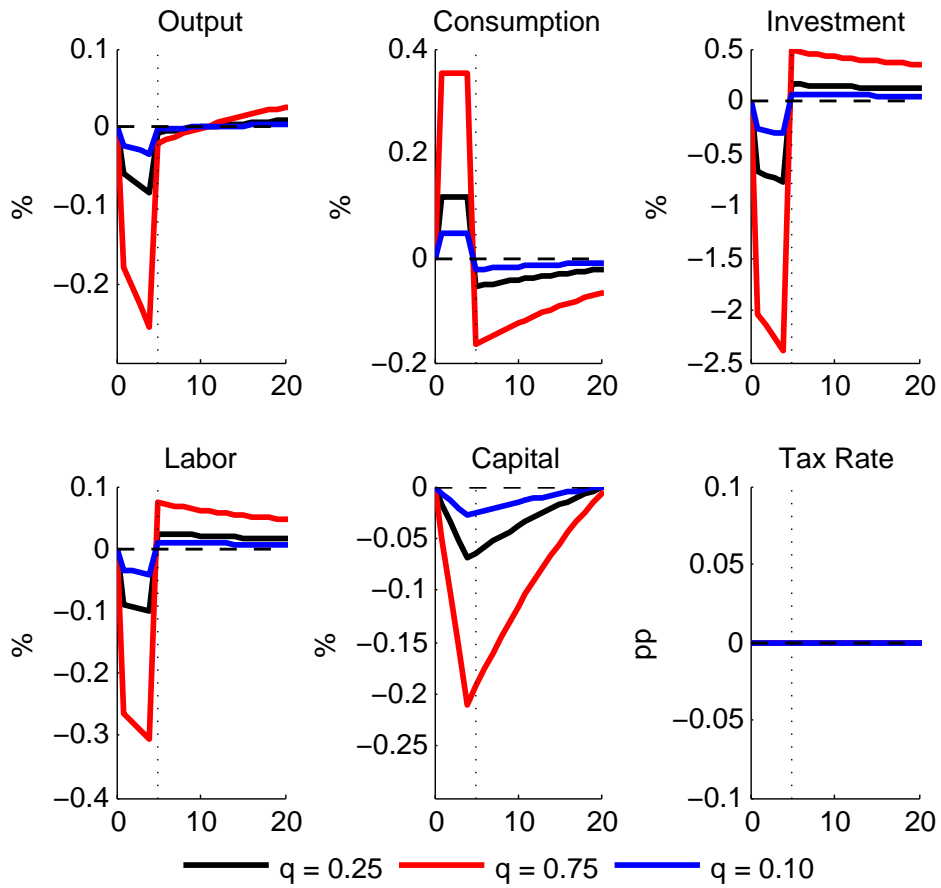 Output Consumption Investment
0.1 0.4 0.5
0 0.2 0
−0.1 0 −0.5
−0.2 −0.2 −1
−1.5
−2
−2.5
% % %
0 10 20 0 10 20 0 10 20
Labor Capital Tax Rate
0.1 0 0.1
0 −0.05 0.05
−0.1 −0.1 0
−0.2 −0.15 −0.05
−0.3 −0.2 −0.1
−0.4 −0.25
% % pp
0 10 20 0 10 20 0 10 20
q = 0.25 q = 0.75 q = 0.10